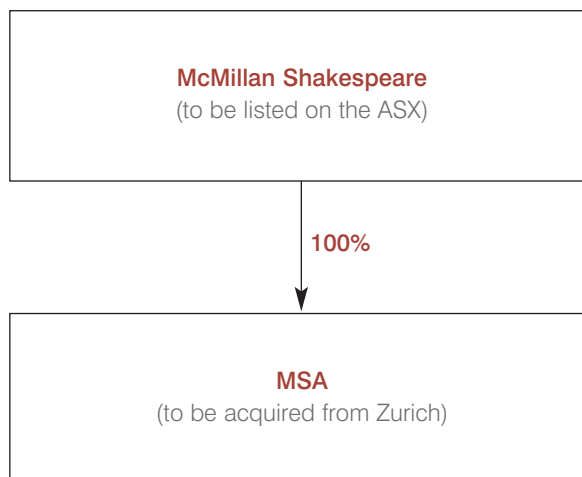 McMillan Shakespeare
(to be listed on the ASX)
100%
MSA
(to be acquired from Zurich)